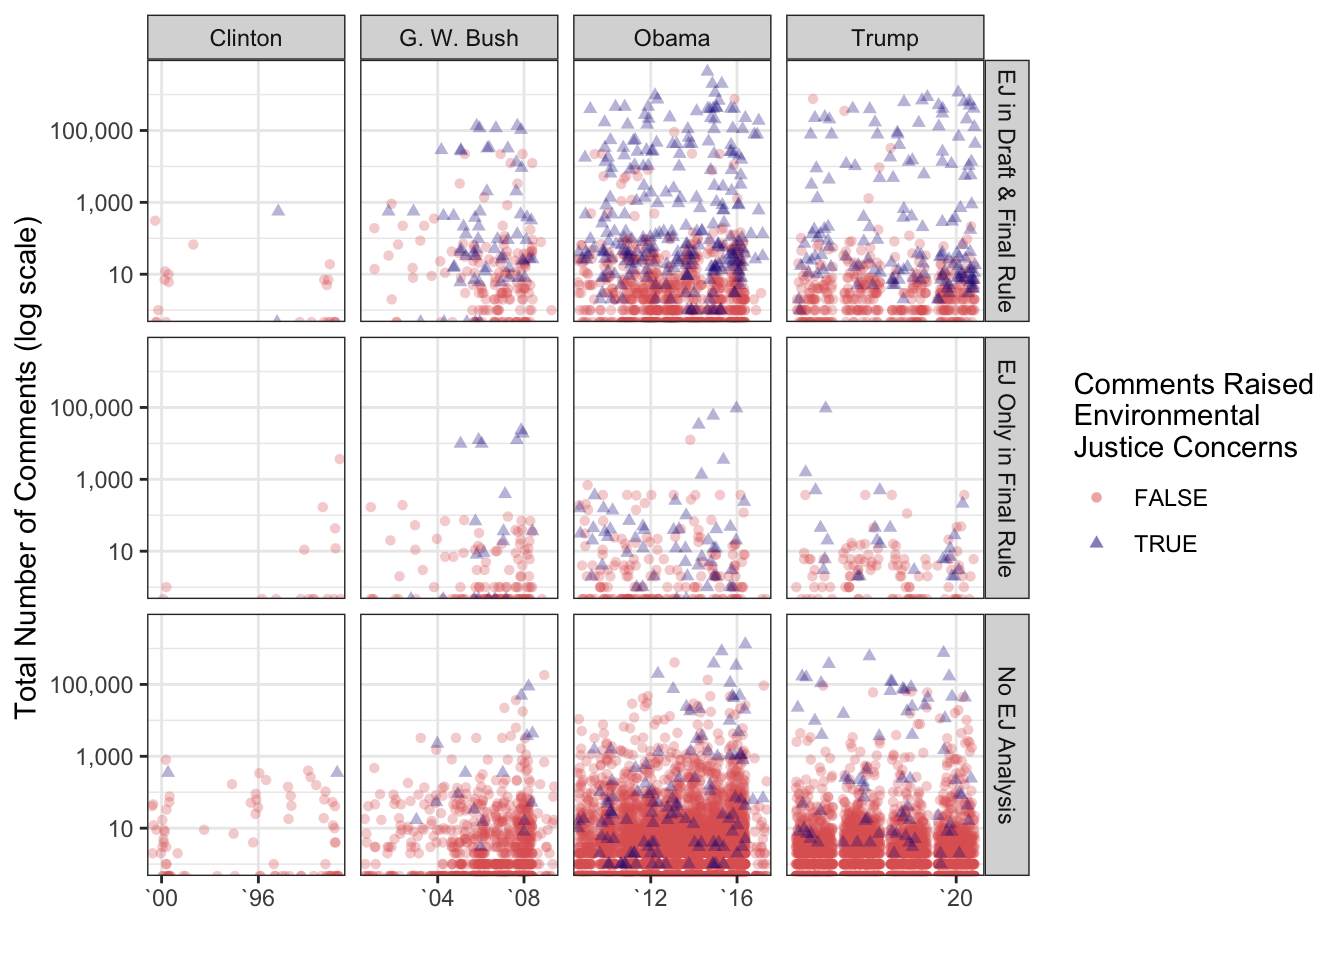 Clinton
G. W. Bush
Obama
Trump
Total Number of Comments (log scale)
100,000
1,000
10
EJ in Draft & Final Rule
100,000
1,000
10
EJ Only in Final Rule
100,000
1,000
10
No EJ Analysis
`00
`96
`04
`08
`12
`16
20
Comments Raised
Environmental
Justice Concerns
FALSE
TRUE